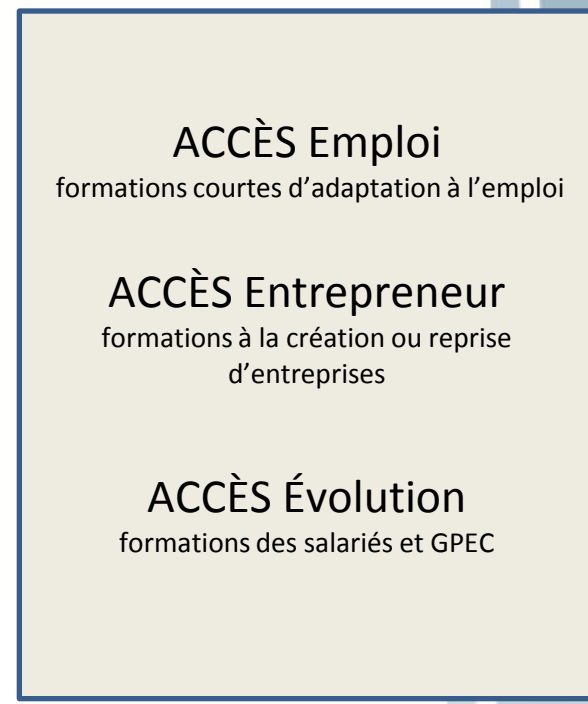 ACCÈS Emploi
formations courtes d’adaptation à l’emploi
ACCÈS Entrepreneur
formations à la création ou reprise
d’entreprises
ACCÈS Évolution
formations des salariés et GPEC